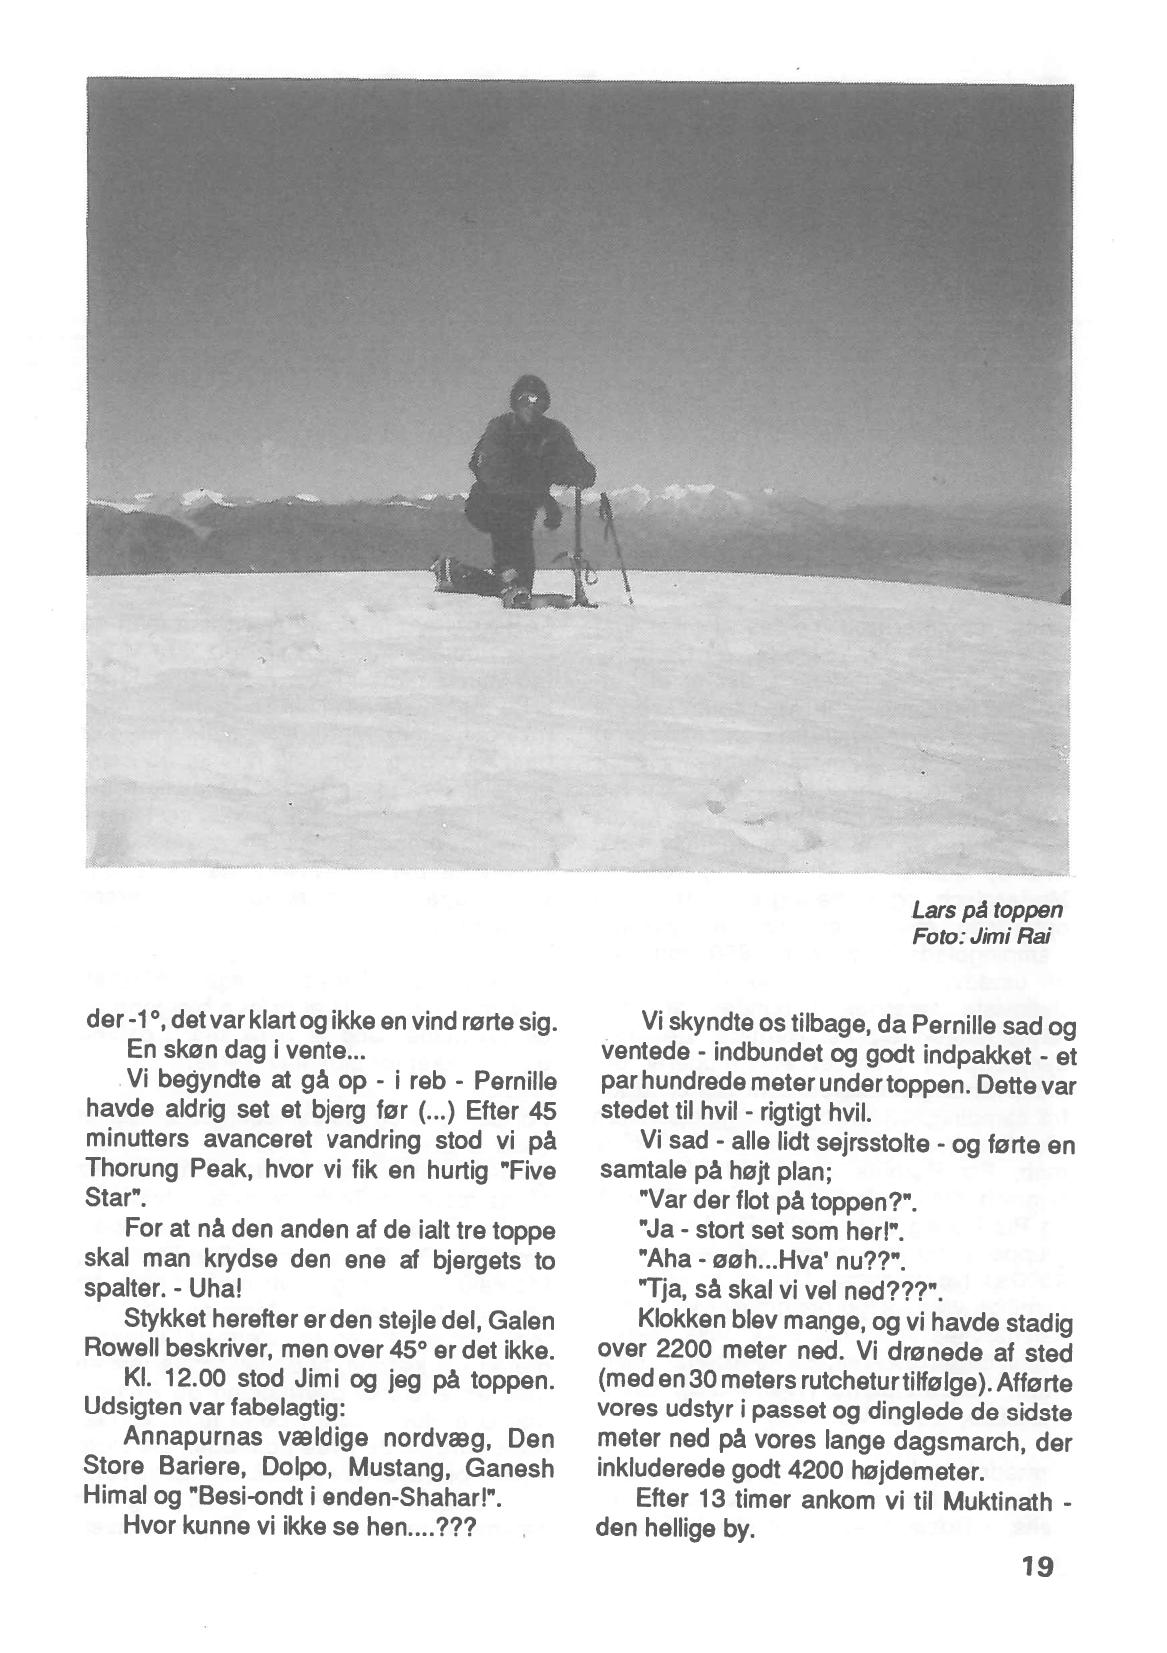 Lars på toppen
Foto: Jimi Rai
der -1°, det var klart og ikke en vind rørte sig.
En skøn dag i vente...
Vi begyndte at gå op - i reb - Pernille
havde aldrig set et bjerg før (...) Efter 45
minutters avanceret vandring stod vi på
Thorung Peak, hvor vi fik en hurtig "Five
Star".
For at nå den anden af de ialt tre toppe
skal man krydse den ene af bjergets to
spalter. - Uha!
Stykket herefter er den stejle del, Galen
Rowell beskriver, men over 45° er det ikke.
Kl. 12.00 stod Jimi og jeg på toppen.
Udsigten var fabelagtig:
Annapurnas vældige nordvæg, Den
Store Bariere, Dolpo, Mustang, Ganesh
Himal og "Besi-ondt i enden-Shahar!".
Hvor kunne vi ikke se hen....???
Vi skyndte os tilbage, da Pernille sad og
ventede - indbundet og godt indpakket - et
par hundrede meter under toppen. Dette var
stedet til hvil - rigtigt hvil.
Vi sad - alle lidt sejrsstolte - og førte en
samtale på højt plan;
"Var der flot på toppen?".
"Ja - stort set som her!".
"Aha - øøh...Hva' nu??".
"Tja, så skal vi vel ned???".
Klokken blev mange, og vi havde stadig
over 2200 meter ned. Vi drønede af sted
(med en 30 meters rutchetur tilfølge). Afførte
vores udstyr i passet og dinglede de sidste
meter ned på vores lange dagsmarch, der
inkluderede godt 4200 højdemeter.
Efter 13 timer ankom vi til Muktinath -
den hellige by.
19